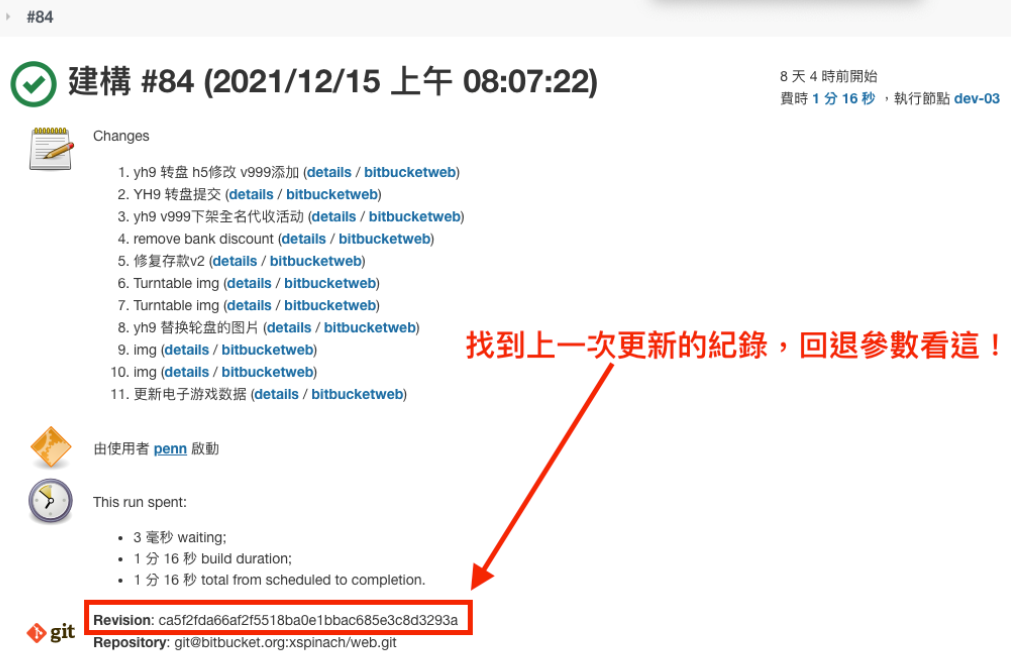 #84
建構 #84 (2021/12/15 上午 08:07:22)
8 天 4 時前開始
費時 1 分 16 秒 ，執行節點 dev-03
Changes
1. yh9 转盘 h5修改 v999添加 (details / bitbucketweb)
2. YH9 转盘提交 (details / bitbucketweb)
3. yh9 v999下架全名代收活动 (details / bitbucketweb)
4. remove bank discount (details / bitbucketweb)
5. 修复存款v2 (details / bitbucketweb)
6. Turntable img (details / bitbucketweb)
7. Turntable img (details / bitbucketweb)
8. yh9 替换轮盘的图片 (details / bitbucketweb)
9. img (details / bitbucketweb)
10. img (details / bitbucketweb)
11. 更新电子游戏数据 (details / bitbucketweb)
找到上一次更新的紀錄，回退參數看這！
由使用者 penn 啟動
This run spent:
• 3 毫秒 waiting;
• 1 分 16 秒 build duration;
• 1 分 16 秒 total from scheduled to completion.
git
Revision: ca5f2fda66af2f5518ba0e1bbac685e3c8d3293a
Repository: git@bitbucket.org:xspinach/web.git